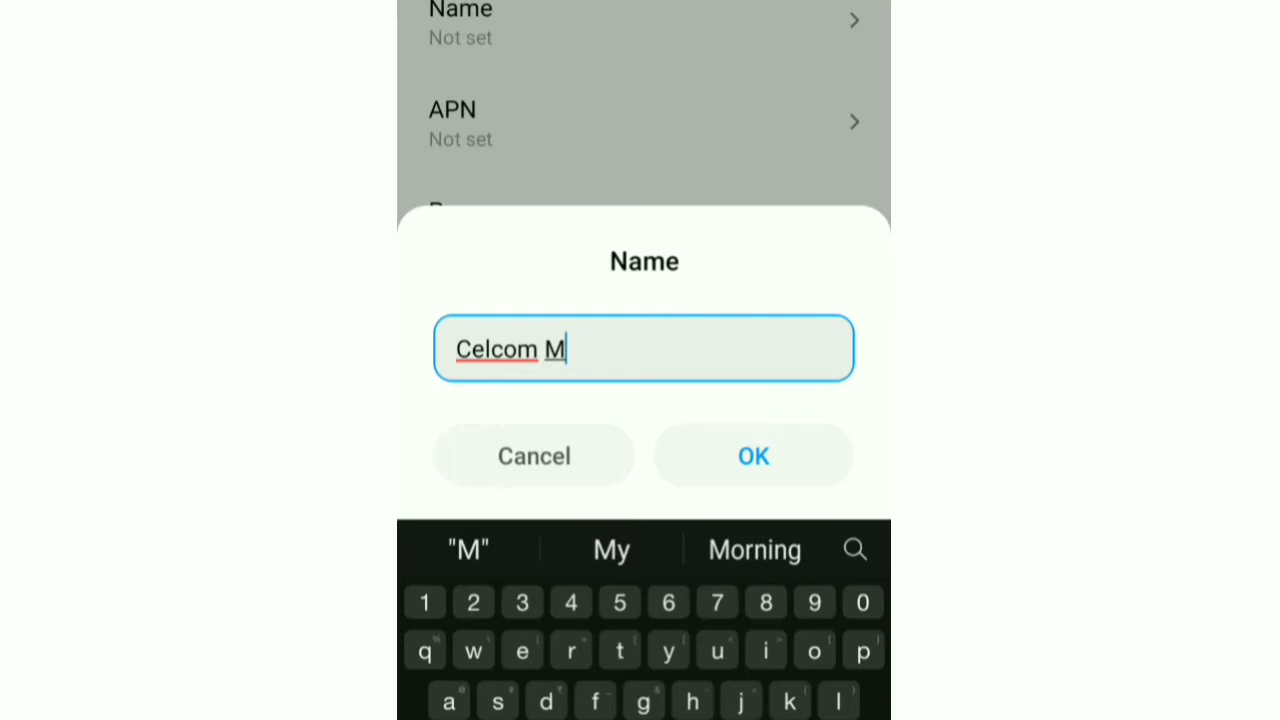 Name
Not set
APN
Not set
Name
Celcom M
Cancel
OK
"M" My Morning
1 2 3 4 5 6 7 8 9 0
q w e r t y u i o p
a s d f g h j k l